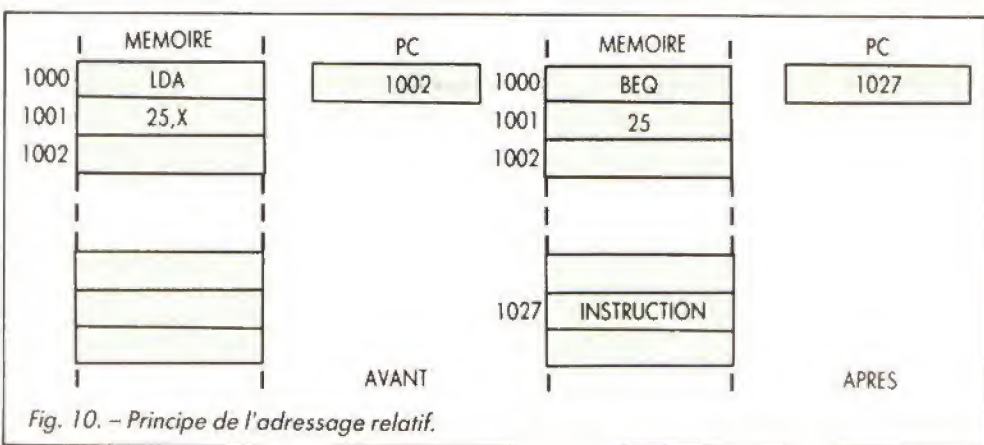 MEMOIRE PC MEMOIRE PC
1000 LDA 1002 1000 BEQ 1027
1001 25,X 1001 25
1002 1002
1027 INSTRUCTION
AVANT APRES
Fig. 10. – Principe de l'adressage relatif.